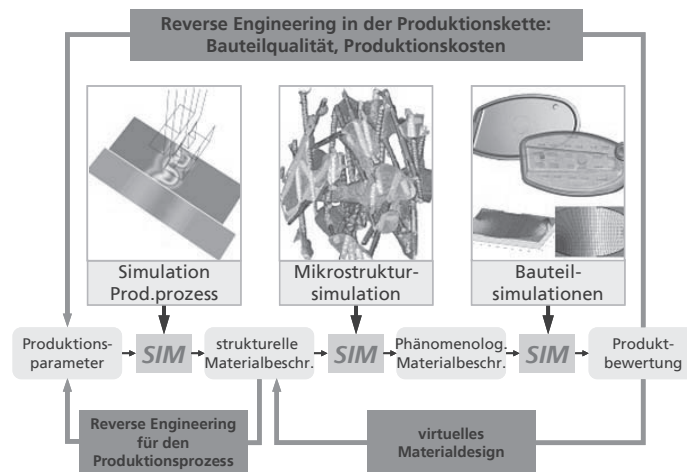 Reverse Engineering in der Produktionskette:
Bauteilqualität, Produktionskosten
Simulation
Prod.prozess
Mikrostruktur-
simulation
Bauteil-
simulationen
Produktions-
parameter
SIM
strukturelle
Materialbeschr.
SIM
Phänomenolog.
Materialbeschr.
SIM
Produkt-
bewertung
Reverse Engineering
für den
Produktionsprozess
virtuelles
Materialdesign